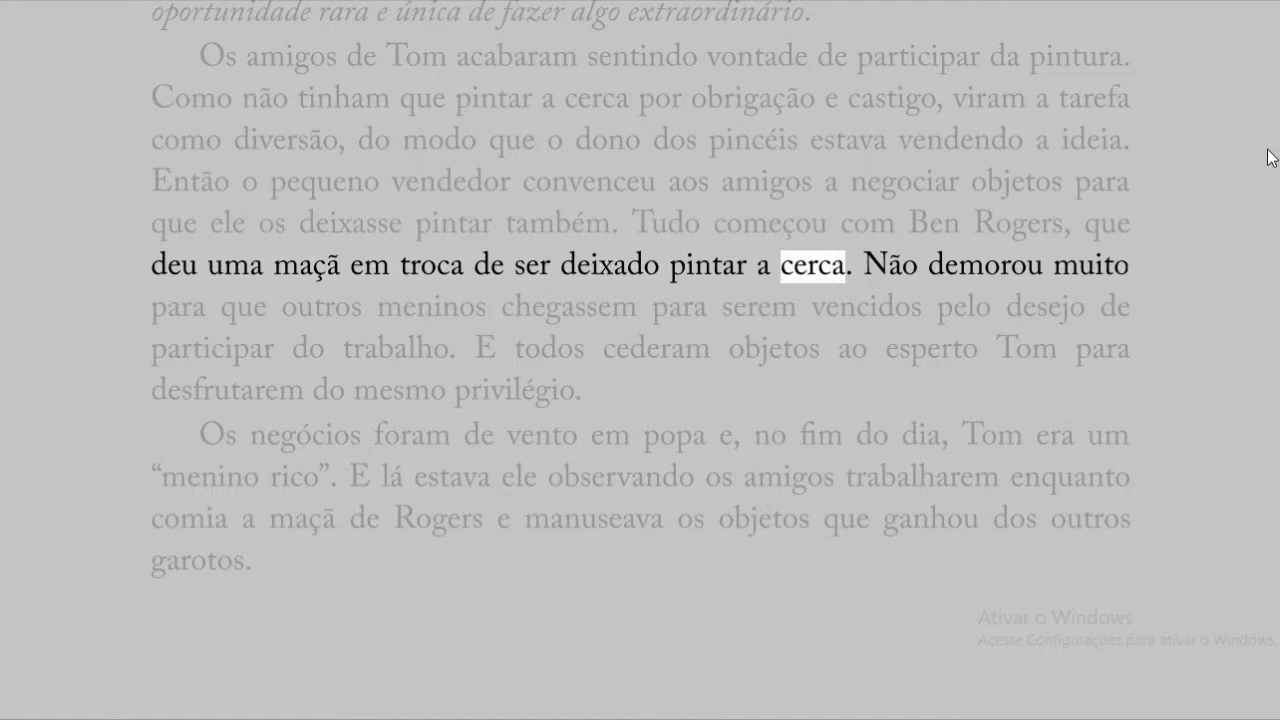 oportunidade rara e única de fazer algo extraordinário.
Os amigos de Tom acabaram sentindo vontade de participar da pintura.
Como não tinham que pintar a cerca por obrigação e castigo, viram a tarefa
como diversão, do modo que o dono dos pincéis estava vendendo a ideia.
Então o pequeno vendedor convenceu aos amigos a negociar objetos para
que ele os deixasse pintar também. Tudo começou com Ben Rogers, que
deu uma maçã em troca de ser deixado pintar a cerca. Não demorou muito
para que outros meninos chegassem para serem vencidos pelo desejo de
participar do trabalho. E todos cederam objetos ao esperto Tom para
desfrutarem do mesmo privilégio.
Os negócios foram de vento em popa e, no fim do dia, Tom era um
“menino rico”. E lá estava ele observando os amigos trabalharem enquanto
comia a maçã de Rogers e manuseava os objetos que ganhou dos outros
garotos.
Ativar o Windows
Acesse Configurações para ativar o Windows.